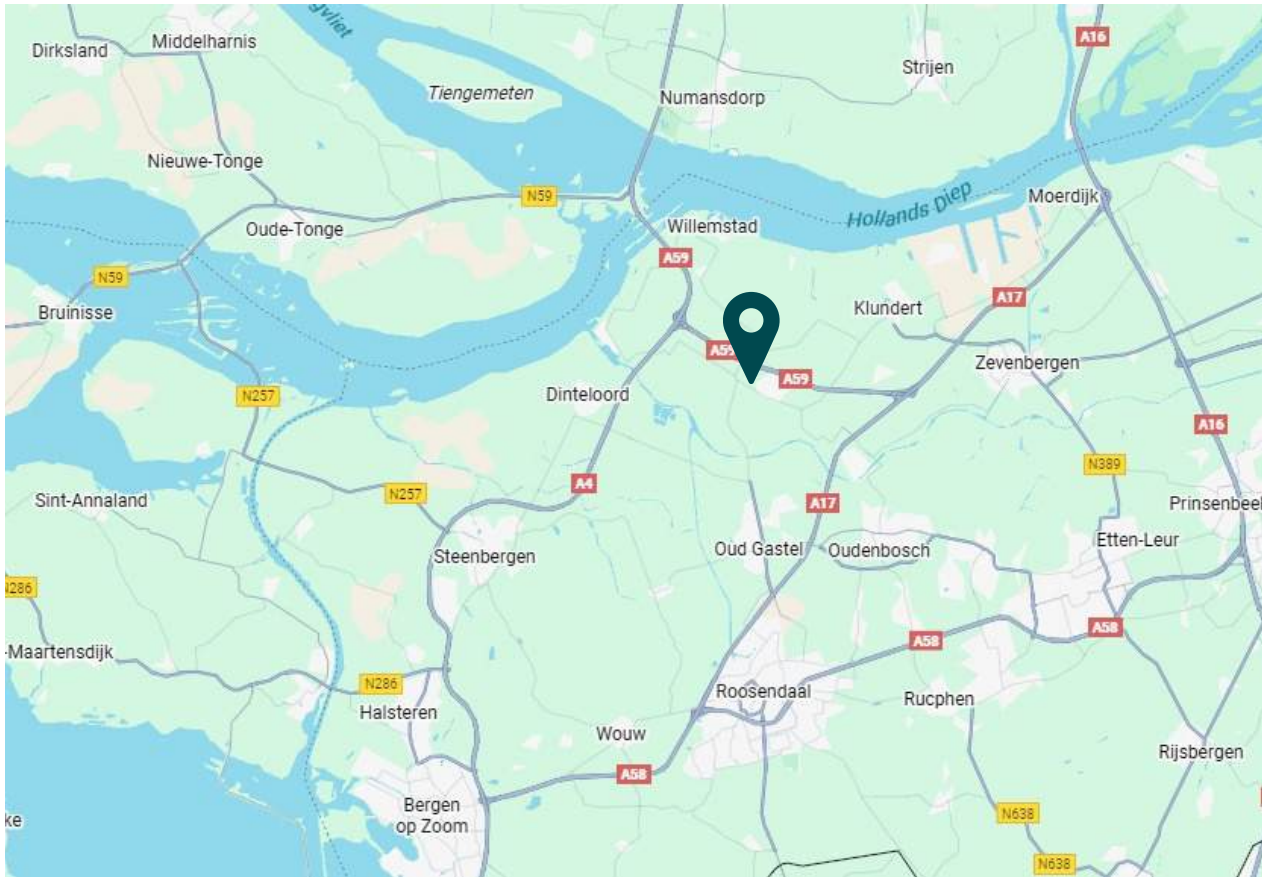 gvliet
A16
Middelharnis
Dirksland
Strijen
Tiengemeten
Numansdorp
Nieuwe-Tonge
N59
Moerdijk
Hollands Diep
Oude-Tonge
Willemstad
A59
N59
A17
Bruinisse
Klundert
A59
Zevenbergen
A59
Dinteloord
N257
A16
N389
A4
N257
Sint-Annaland
A17
Prinsenbeek
Etten-Leur
Oud Gastel
Oudenbosch
Steenbergen
N286
A58
A58
-Maartensdijk
N286
Roosendaal
Rucphen
Halsteren
Wouw
Rijsbergen
A58
Bergen
op Zoom
N638
ke
N638